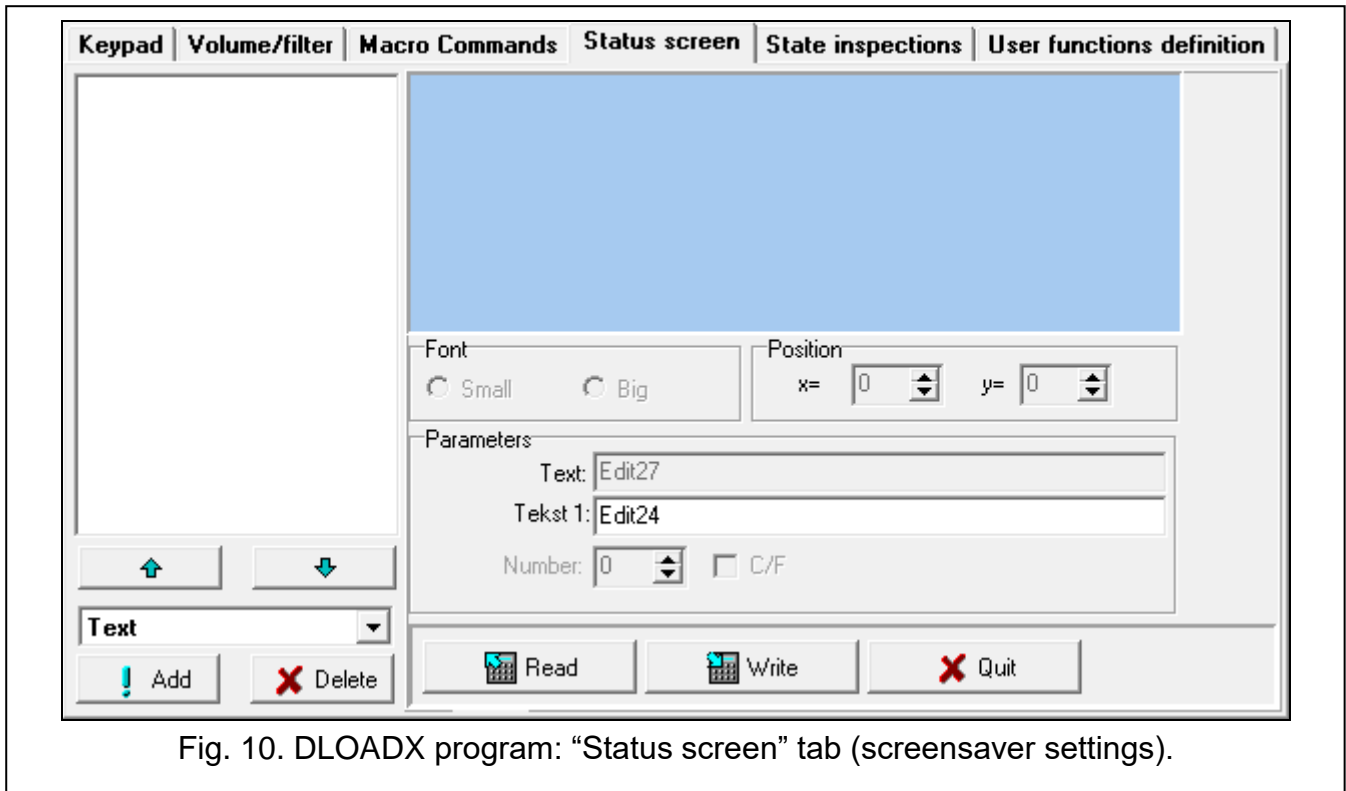 Keypad Volume/filter Macro Commands Status screen State inspections User functions definition
Font
Small Big
Position
x= 0 y= 0
Parameters
Text: Edit27
Tekst 1: Edit24
Number: 0 C/F
Text
Add Delete
Read Write Quit
Fig. 10. DLOADX program: “Status screen” tab (screensaver settings).